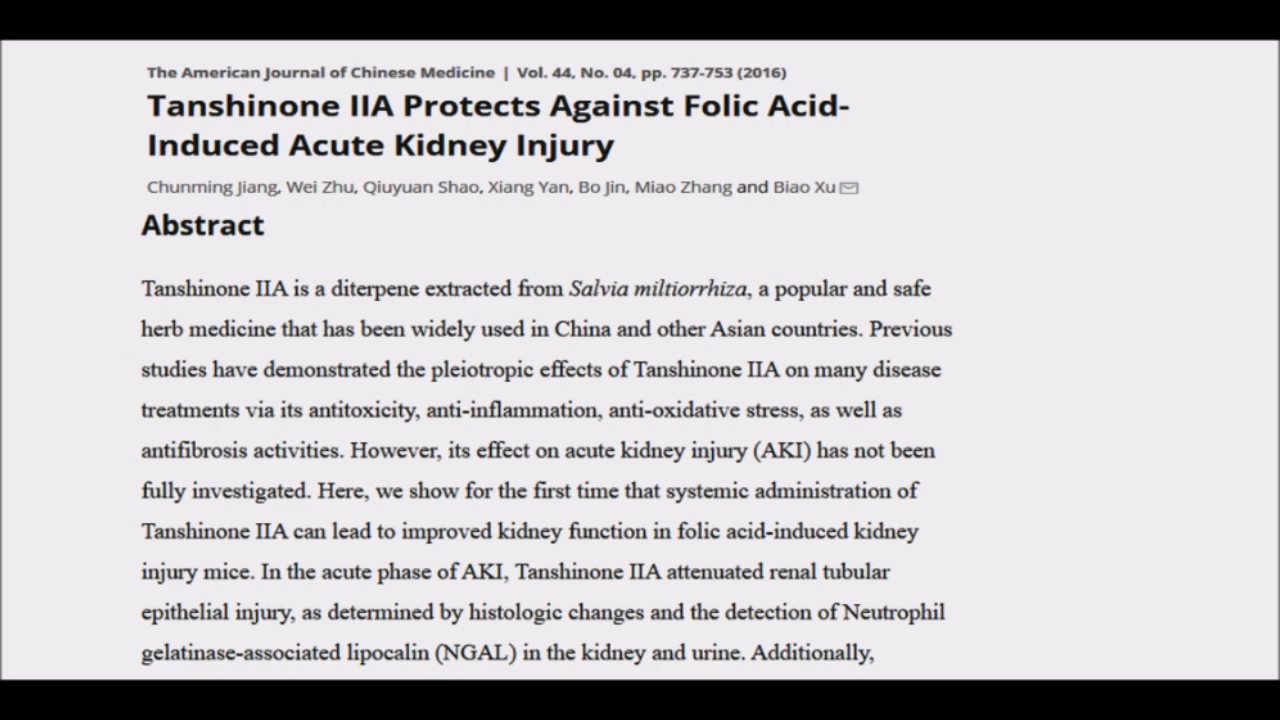 The American Journal of Chinese Medicine | Vol. 44, No. 04, pp. 737-753 (2016)
Tanshinone IIA Protects Against Folic Acid-
Induced Acute Kidney Injury
Chunming Jiang, Wei Zhu, Qiuyuan Shao, Xiang Yan, Bo Jin, Miao Zhang and Biao Xu
Abstract
Tanshinone IIA is a diterpene extracted from Salvia miltiorrhiza, a popular and safe
herb medicine that has been widely used in China and other Asian countries. Previous
studies have demonstrated the pleiotropic effects of Tanshinone IIA on many disease
treatments via its antitoxicity, anti-inflammation, anti-oxidative stress, as well as
antifibrosis activities. However, its effect on acute kidney injury (AKI) has not been
fully investigated. Here, we show for the first time that systemic administration of
Tanshinone IIA can lead to improved kidney function in folic acid-induced kidney
injury mice. In the acute phase of AKI, Tanshinone IIA attenuated renal tubular
epithelial injury, as determined by histologic changes and the detection of Neutrophil
gelatinase-associated lipocalin (NGAL) in the kidney and urine. Additionally,